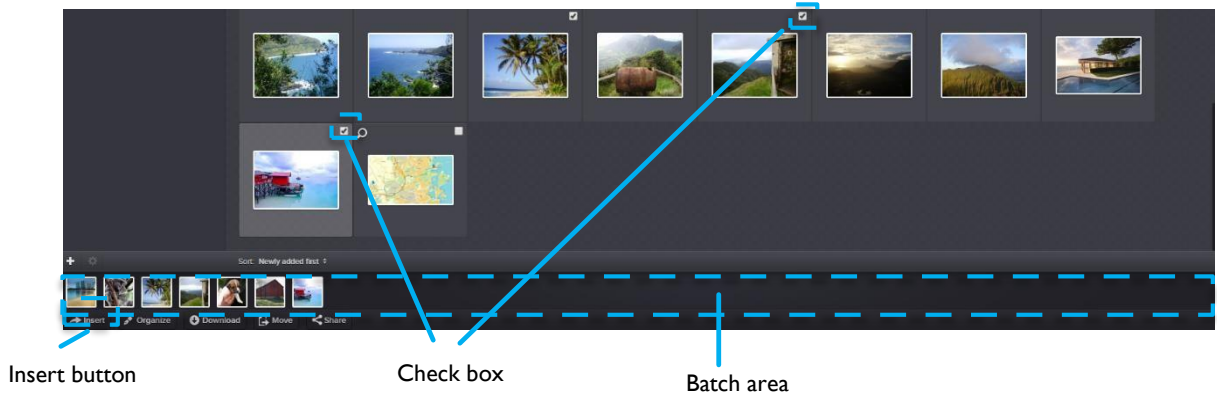 Sort: Newly added first
Insert Organize Download Move Share
Insert button
Check box
Batch area